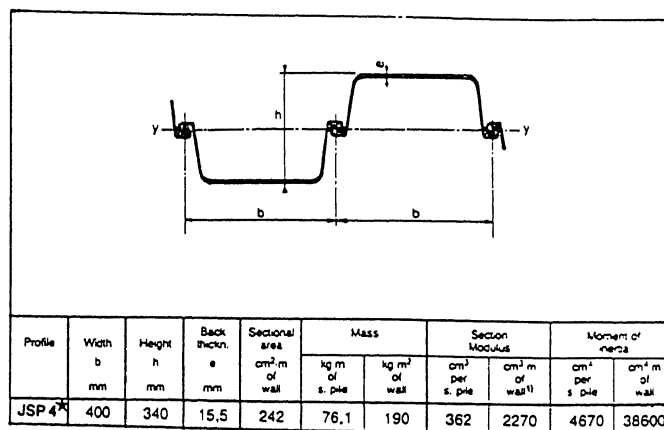 e
h
y
y
b
b
Profile
Width
b
mm
Height
h
mm
Back
thickn.
e
mm
Sectional
area
cm²·m
of
wall
Mass
kg m
of
s. pile
kg m²
of
wall
Section
Modulus
cm³
per
s. pile
cm³ m
of
wall¹⁾
Moment of
inertia
cm⁴
per
s. pile
cm⁴ m
of
wall
JSP 4* 400 340 15,5 242 76,1 190 362 2270 4670 38600